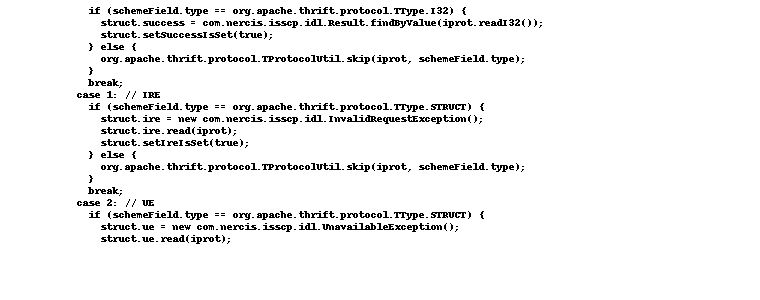 if (schemeField.type == org.apache.thrift.protocol.TType.I32) {
struct.success = com.nercis.isscp.idl.Result.findByValue(iprot.readI32());
struct.setSuccessIsSet(true);
} else {
org.apache.thrift.protocol.TProtocolUtil.skip(iprot, schemeField.type);
}
break;
case 1: // IRE
if (schemeField.type == org.apache.thrift.protocol.TType.STRUCT) {
struct.ire = new com.nercis.isscp.idl.InvalidRequestException();
struct.ire.read(iprot);
struct.setIreIsSet(true);
} else {
org.apache.thrift.protocol.TProtocolUtil.skip(iprot, schemeField.type);
}
break;
case 2: // UE
if (schemeField.type == org.apache.thrift.protocol.TType.STRUCT) {
struct.ue = new com.nercis.isscp.idl.UnavailableException();
struct.ue.read(iprot);